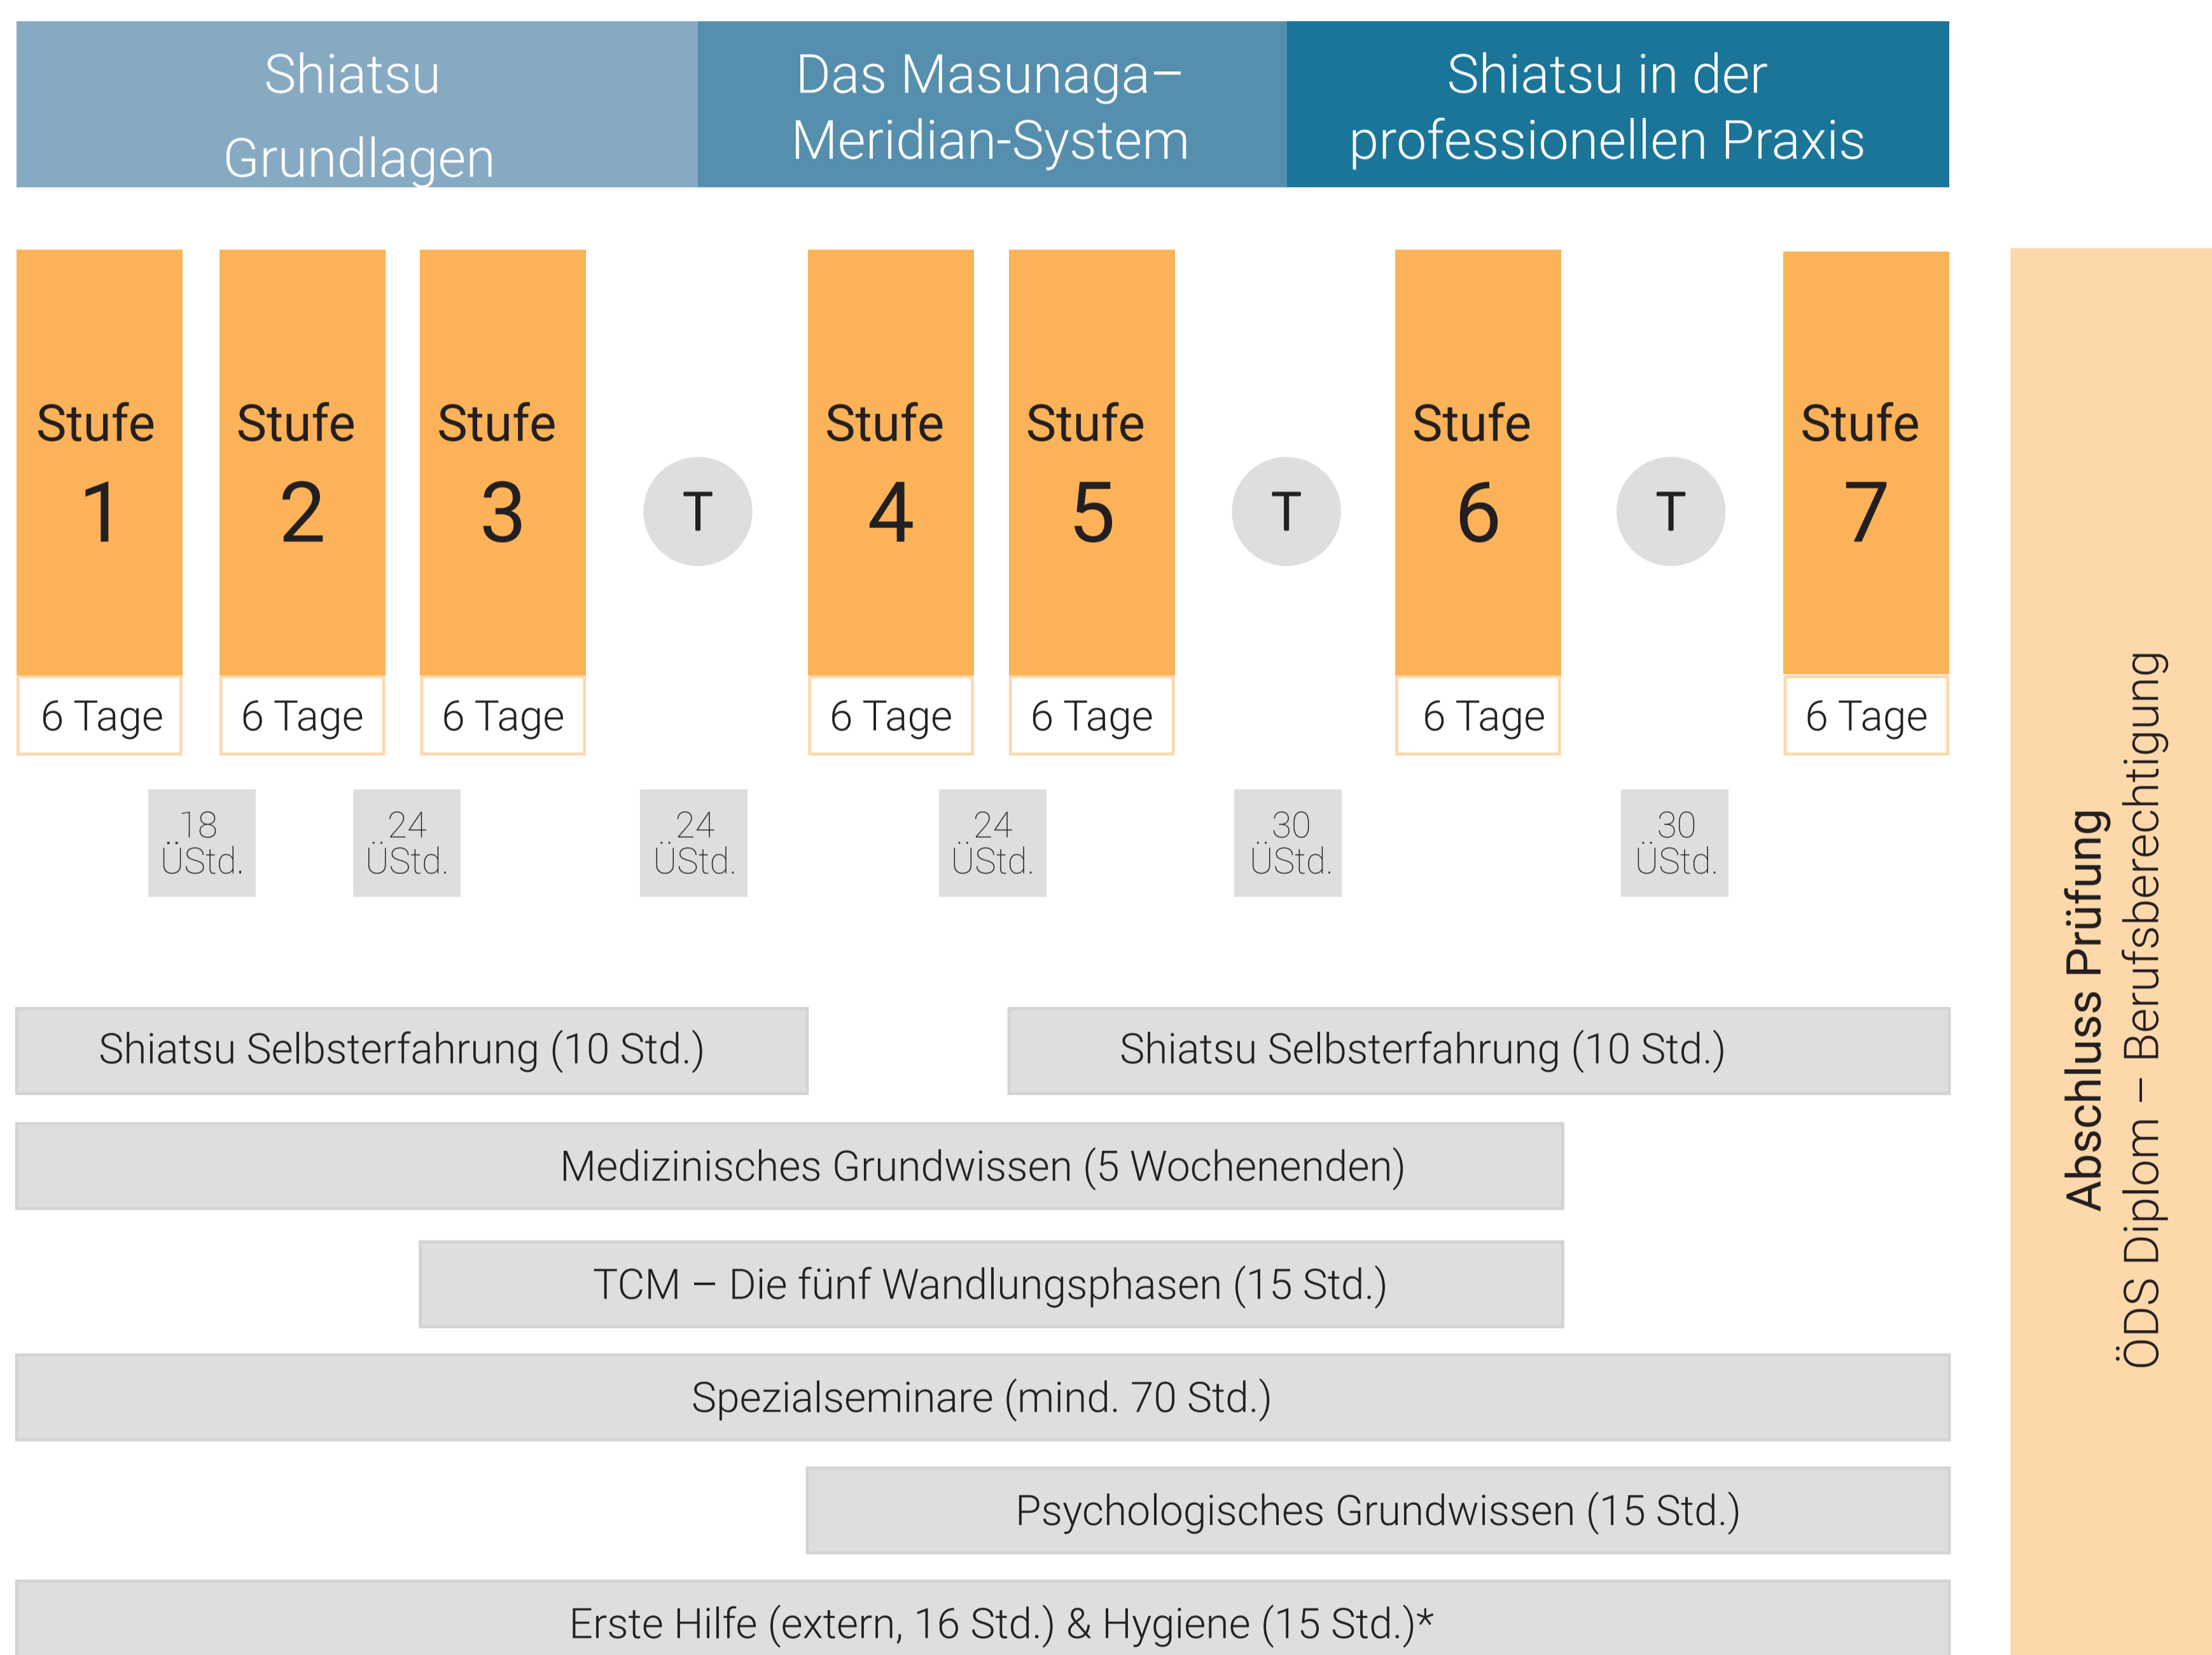 Shiatsu
Grundlagen
Das Masunaga–
Meridian-System
Shiatsu in der
professionellen Praxis
Stufe
1
Stufe
2
Stufe
3
T
Stufe
4
Stufe
5
T
Stufe
6
T
Stufe
7
6 Tage
6 Tage
6 Tage
6 Tage
6 Tage
6 Tage
6 Tage
18
ÜStd.
24
ÜStd.
24
ÜStd.
24
ÜStd.
30
ÜStd.
30
ÜStd.
Shiatsu Selbsterfahrung (10 Std.)
Shiatsu Selbsterfahrung (10 Std.)
Medizinisches Grundwissen (5 Wochenenden)
TCM – Die fünf Wandlungsphasen (15 Std.)
Spezialseminare (mind. 70 Std.)
Psychologisches Grundwissen (15 Std.)
Erste Hilfe (extern, 16 Std.) & Hygiene (15 Std.)*
Abschluss Prüfung
ÖDS Diplom – Berufsberechtigung